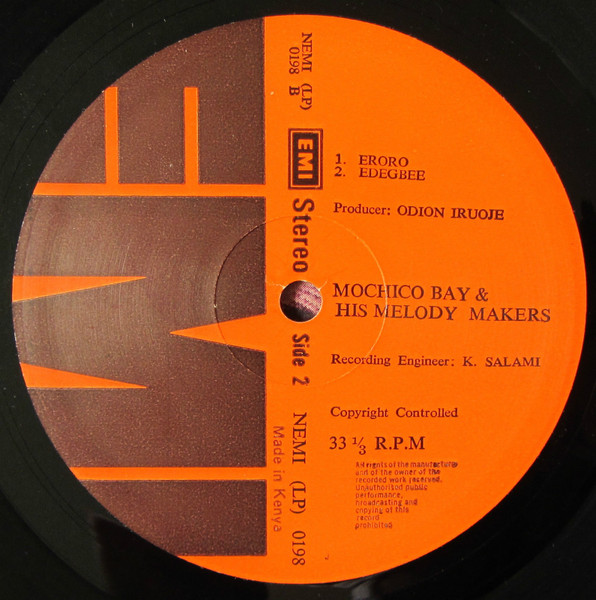 NEMI (LP)
0198 B
EMI
Stereo
Side 2
NEMI (LP) 0198
Made in Kenya
1. ERORO
2. EDEGBEE
Producer: ODION IRUOJE
MOCHICO BAY &
HIS MELODY MAKERS
Recording Engineer: K. SALAMI
Copyright Controlled
33 1/3 R.P.M
All rights of the manufacturer
and of the owner of the
recorded work reserved.
Unauthorised public
performance,
broadcasting and
copying of this
record
prohibited
EMI